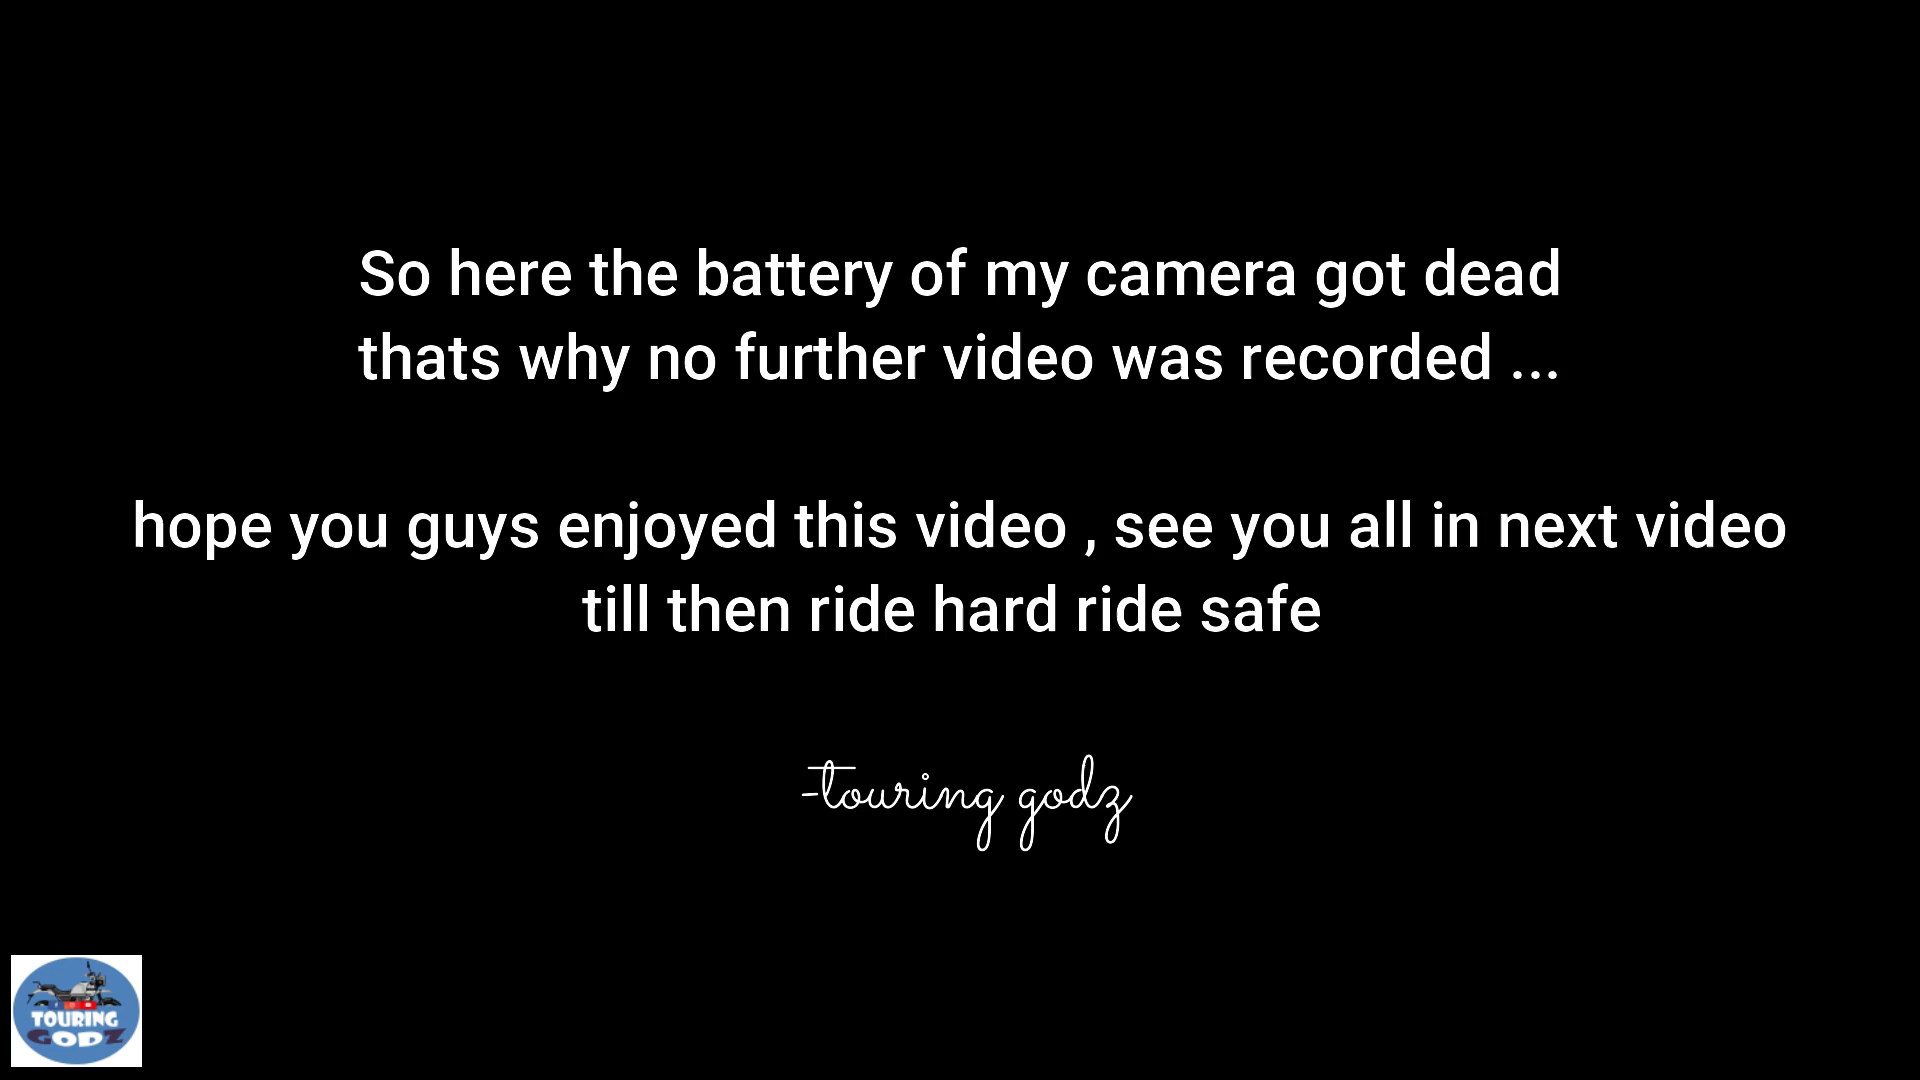 So here the battery of my camera got dead
thats why no further video was recorded ...
hope you guys enjoyed this video , see you all in next video
till then ride hard ride safe
-touring godz
TOURING
GODZ